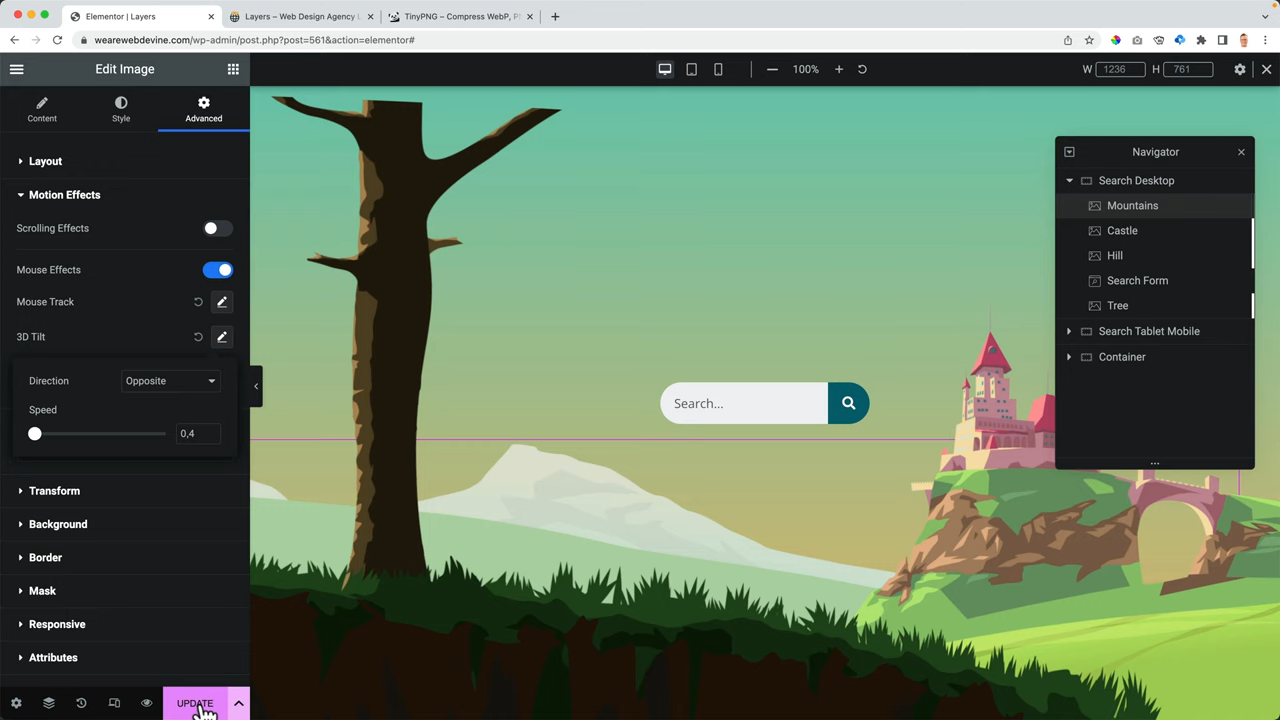 Elementor | Layers
Layers – Web Design Agency L
TinyPNG – Compress WebP, P
wearewebdevine.com/wp-admin/post.php?post=561&action=elementor#
Edit Image
100%
W 1236 H 761
Content
Style
Advanced
Layout
Motion Effects
Scrolling Effects
Mouse Effects
Mouse Track
3D Tilt
Direction Opposite
Speed
0,4
Transform
Background
Border
Mask
Responsive
Attributes
UPDATE
Search...
Navigator
Search Desktop
Mountains
Castle
Hill
Search Form
Tree
Search Tablet Mobile
Container